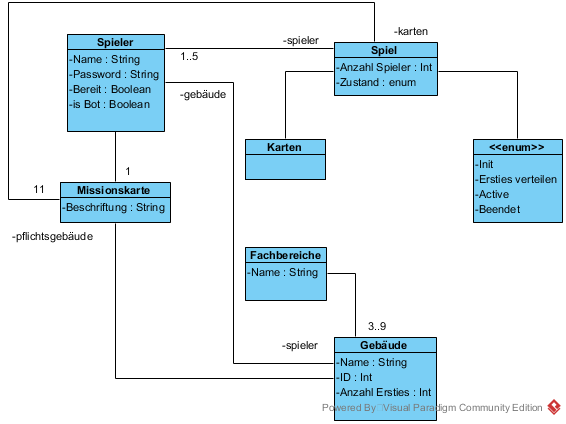 -karten
Spieler
-Name : String
-Password : String
-Bereit : Boolean
-is Bot : Boolean
-spieler
1..5
Spiel
-Anzahl Spieler : Int
-Zustand : enum
-gebäude
Karten
<<enum>>
-Init
-Ersties verteilen
-Active
-Beendet
1
11
Missionskarte
-Beschriftung : String
-pflichtsgebäude
Fachbereiche
-Name : String
3..9
-spieler
Gebäude
-Name : String
-ID : Int
-Anzahl Ersties : Int
Powered By Visual Paradigm Community Edition